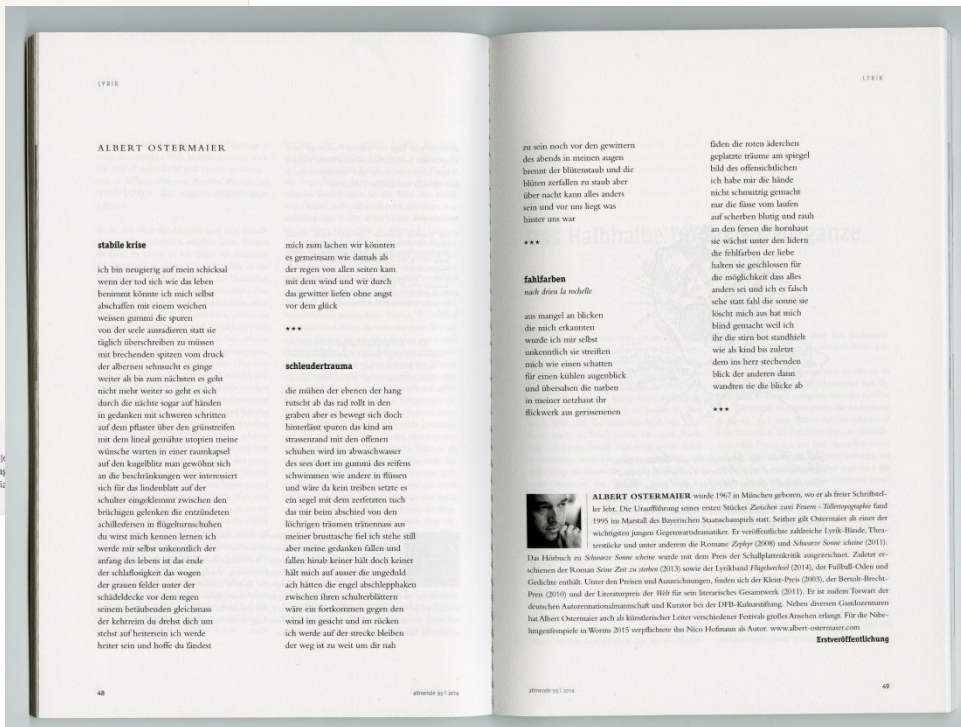 LYRIK
ALBERT OSTERMAIER
stabile krise
ich bin neugierig auf mein schicksal
wenn der tod sich wie das leben
benimmt könnte ich mich selbst
abschaffen mit einem weichen
weissen gummi die spuren
von der seele ausradieren statt sie
täglich überschreiben zu müssen
mit brechenden spitzen vom druck
der albernen sehnsucht es ginge
weiter als bis zum nächsten es geht
nicht mehr weiter so geht es sich
durch die nächte sogar auf händen
in gedanken mit schweren schritten
auf dem pflaster über den grünstreifen
mit dem lineal gemähte utopien meine
wünsche warten in einer raumkapsel
auf den kugelblitz man gewöhnt sich
an die beschränkungen wer interessiert
sich für das lindenblatt auf der
schulter eingeklemmt zwischen den
brüchigen gelenken die entzündeten
achillesfersen in flügelturnschuhen
du wirst mich kennen lernen ich
werde mir selbst unkenntlich der
anfang des lebens ist das ende
der schlaflosigkeit das wogen
der grauen felder unter der
schädeldecke vor dem regen
seinem betäubenden gleichmass
der kehrreim du drehst dich um
stehst auf heitersein ich werde
heiter sein und hoffe du fändest
mich zum lachen wir könnten
es gemeinsam wie damals als
der regen von allen seiten kam
mit dem wind und wir durch
das gewitter liefen ohne angst
vor dem glück
***
schleudertrauma
die mühen der ebenen der hang
rutscht ab das rad rollt in den
graben aber es bewegt sich doch
hinterlässt spuren das kind am
strassenrand mit den offenen
schuhen wird im abwaschwasser
des sees dort im gummi des reifens
schwimmen wie andere in flüssen
und wäre da kein treiben setzte es
ein segel mit dem zerfetzten tuch
das mir beim abschied von den
löchrigen träumen tränennass aus
meiner brusttasche fiel ich stehe still
aber meine gedanken fallen und
fallen hinab keiner hält doch keiner
hält mich auf ausser die ungeduld
ach hätten die engel abschlepphaken
zwischen ihren schulterblättern
wäre ein fortkommen gegen den
wind im gesicht und im rücken
ich werde auf der strecke bleiben
der weg ist zu weit um dir nah
48
allmende 93 / 2014
LYRIK
zu sein noch vor den gewittern
des abends in meinen augen
brennt der blütenstaub und die
blüten zerfallen zu staub aber
über nacht kann alles anders
sein und vor uns liegt was
hinter uns war
***
fahlfarben
nach drieu la rochelle
aus mangel an blicken
die mich erkannten
wurde ich mir selbst
unkenntlich sie streiften
mich wie einen schatten
für einen kühlen augenblick
und übersahen die narben
in meiner netzhaut ihr
flickwerk aus gerissenenen
fäden die roten äderchen
geplatzte träume am spiegel
bild des offensichtlichen
ich habe mir die hände
nicht schmutzig gemacht
nur die füsse vom laufen
auf scherben blutig und rauh
an den fersen die hornhaut
sie wächst unter den lidern
die fehlfarben der liebe
halten sie geschlossen für
die möglichkeit dass alles
anders sei und ich es falsch
sehe statt fahl die sonne sie
löscht mich aus hat mich
blind gemacht weil ich
ihr die stirn bot standhielt
wie als kind bis zuletzt
dem ins herz stechenden
blick der anderen dann
wandten sie die blicke ab
***
ALBERT OSTERMAIER wurde 1967 in München geboren, wo er als freier Schriftstel-
ler lebt. Die Uraufführung seines ersten Stückes Zwischen zwei Feuern - Tollertopographie fand
1995 im Marstall des Bayerischen Staatsschauspiels statt. Seither gilt Ostermaier als einer der
wichtigsten jungen Gegenwartsdramatiker. Er veröffentlichte zahlreiche Lyrik-Bände, Thea-
terstücke und unter anderem die Romane Zephyr (2008) und Schwarze Sonne scheine (2011).
Das Hörbuch zu Schwarze Sonne scheine wurde mit dem Preis der Schallplattenkritik ausgezeichnet. Zuletzt er-
schienen der Roman Seine Zeit zu sterben (2013) sowie der Lyrikband Flügelwechsel (2014), der Fußball-Oden und
Gedichte enthält. Unter den Preisen und Auszeichnungen, finden sich der Kleist-Preis (2003), der Bertolt-Brecht-
Preis (2010) und der Literaturpreis der Welt für sein literarisches Gesamtwerk (2011). Er ist zudem Torwart der
deutschen Autorennationalmannschaft und Kurator bei der DFB-Kulturstiftung. Neben diversen Gastdozenturen
hat Albert Ostermaier auch als künstlerischer Leiter verschiedener Festivals großes Ansehen erlangt. Für die Nibe-
lungenfestspiele in Worms 2015 verpflichtete ihn Nico Hofmann als Autor. www.albert-ostermaier.com
Erstveröffentlichung
allmende 93 / 2014
49